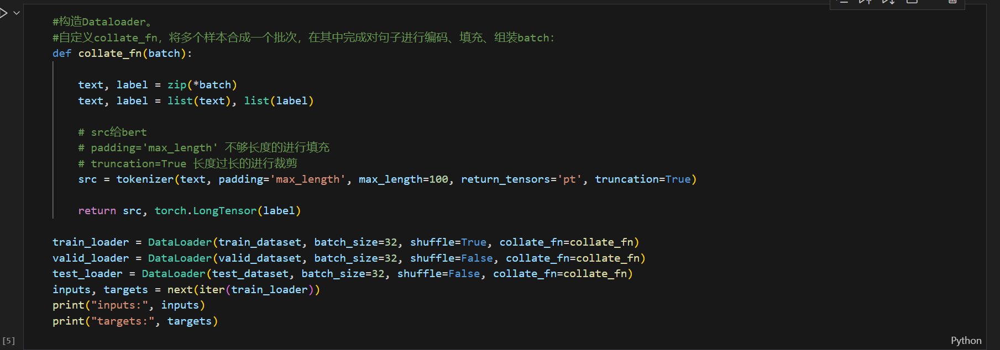 #构造Dataloader。
#自定义collate_fn，将多个样本合成一个批次，在其中完成对句子进行编码、填充、组装batch：
def collate_fn(batch):
text, label = zip(*batch)
text, label = list(text), list(label)
# src给bert
# padding='max_length' 不够长度的进行填充
# truncation=True 长度过长的进行裁剪
src = tokenizer(text, padding='max_length', max_length=100, return_tensors='pt', truncation=True)
return src, torch.LongTensor(label)
train_loader = DataLoader(train_dataset, batch_size=32, shuffle=True, collate_fn=collate_fn)
valid_loader = DataLoader(valid_dataset, batch_size=32, shuffle=False, collate_fn=collate_fn)
test_loader = DataLoader(test_dataset, batch_size=32, shuffle=False, collate_fn=collate_fn)
inputs, targets = next(iter(train_loader))
print("inputs:", inputs)
print("targets:", targets)
[5]
Python